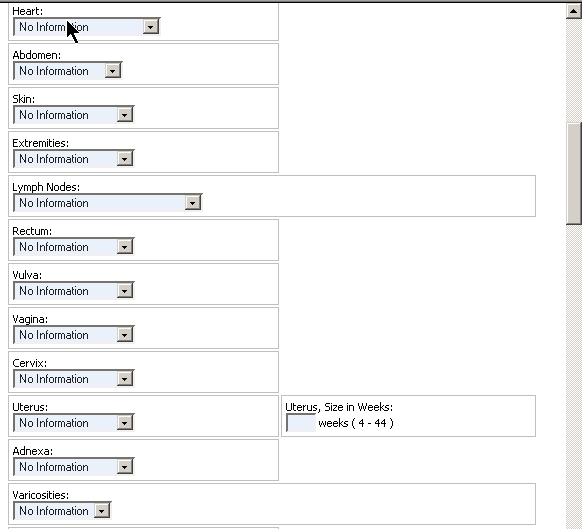 Heart:
No Information
Abdomen:
No Information
Skin:
No Information
Extremities:
No Information
Lymph Nodes:
No Information
Rectum:
No Information
Vulva:
No Information
Vagina:
No Information
Cervix:
No Information
Uterus:
No Information
Uterus, Size in Weeks:
weeks ( 4 - 44 )
Adnexa:
No Information
Varicosities:
No Information